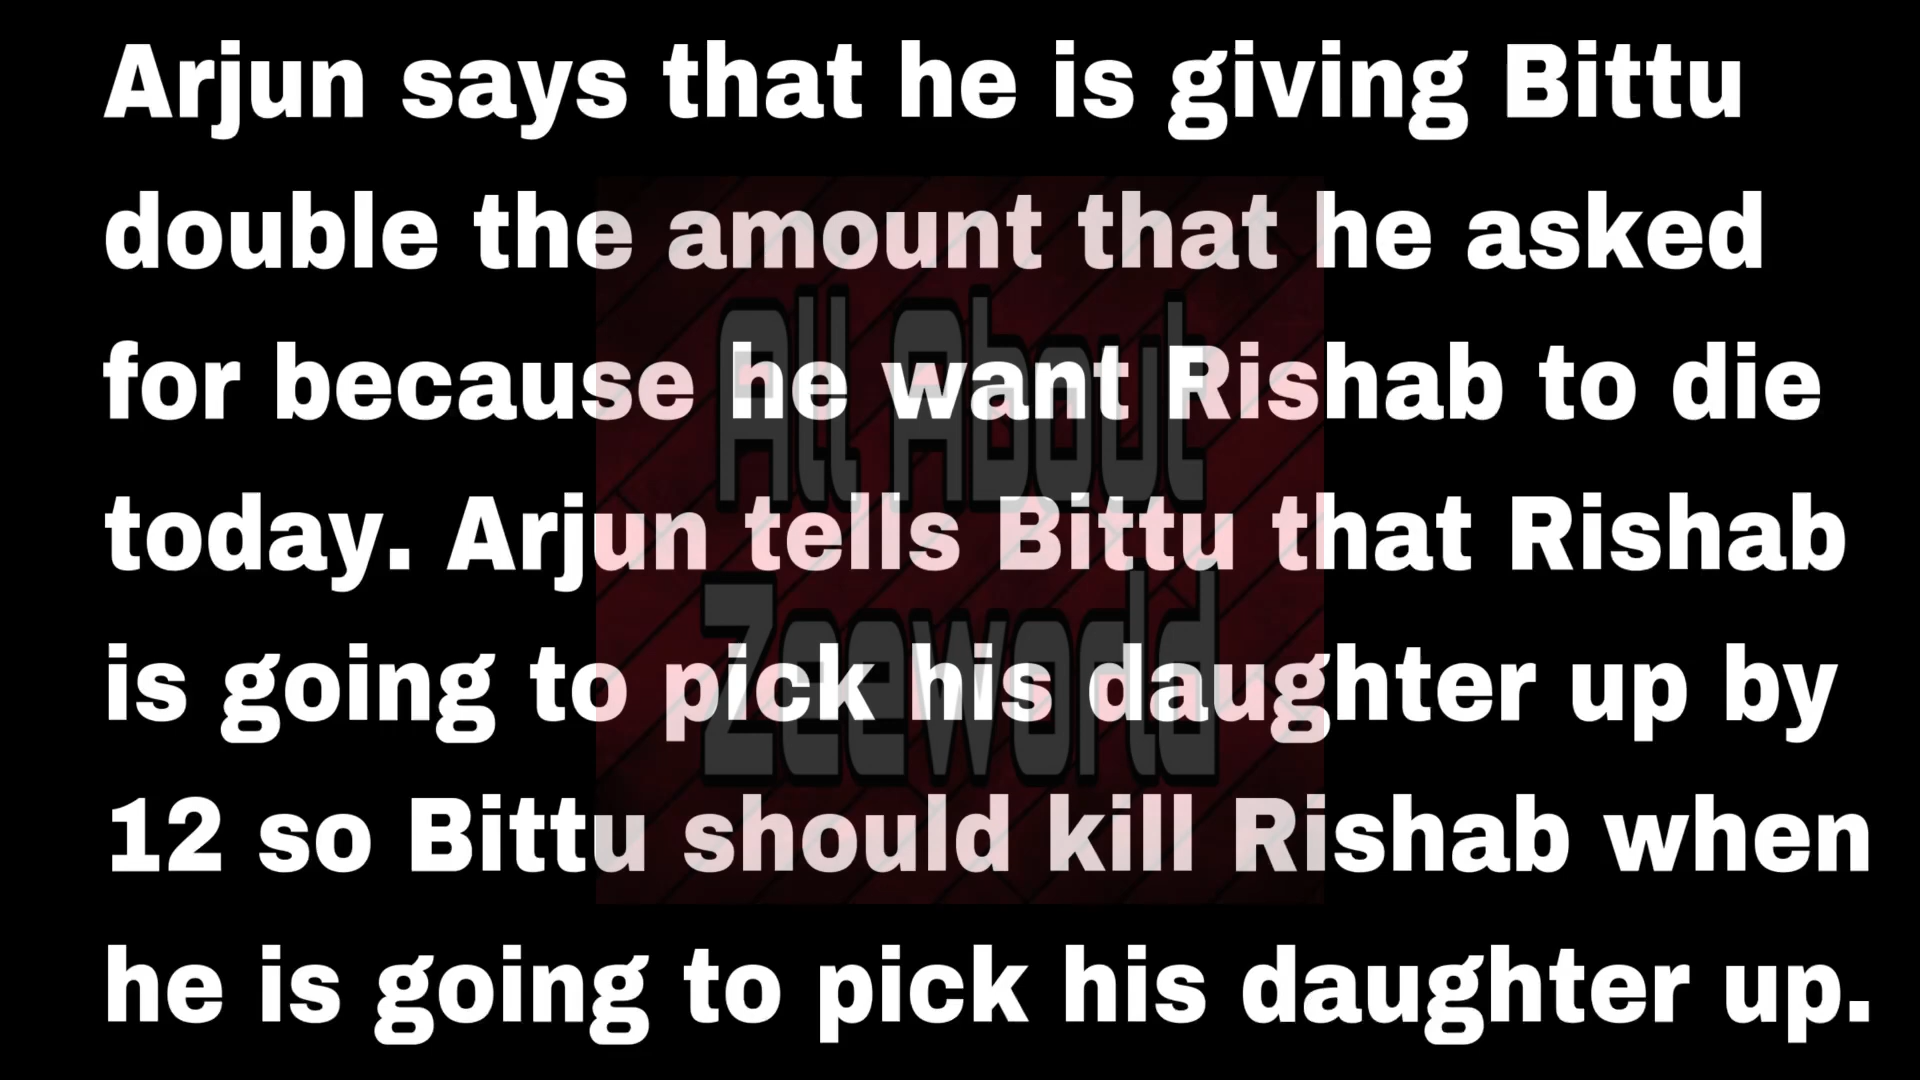 Arjun says that he is giving Bittu
double the amount that he asked
for because he want Rishab to die
today. Arjun tells Bittu that Rishab
is going to pick his daughter up by
12 so Bittu should kill Rishab when
he is going to pick his daughter up.
All About
Zeeworld